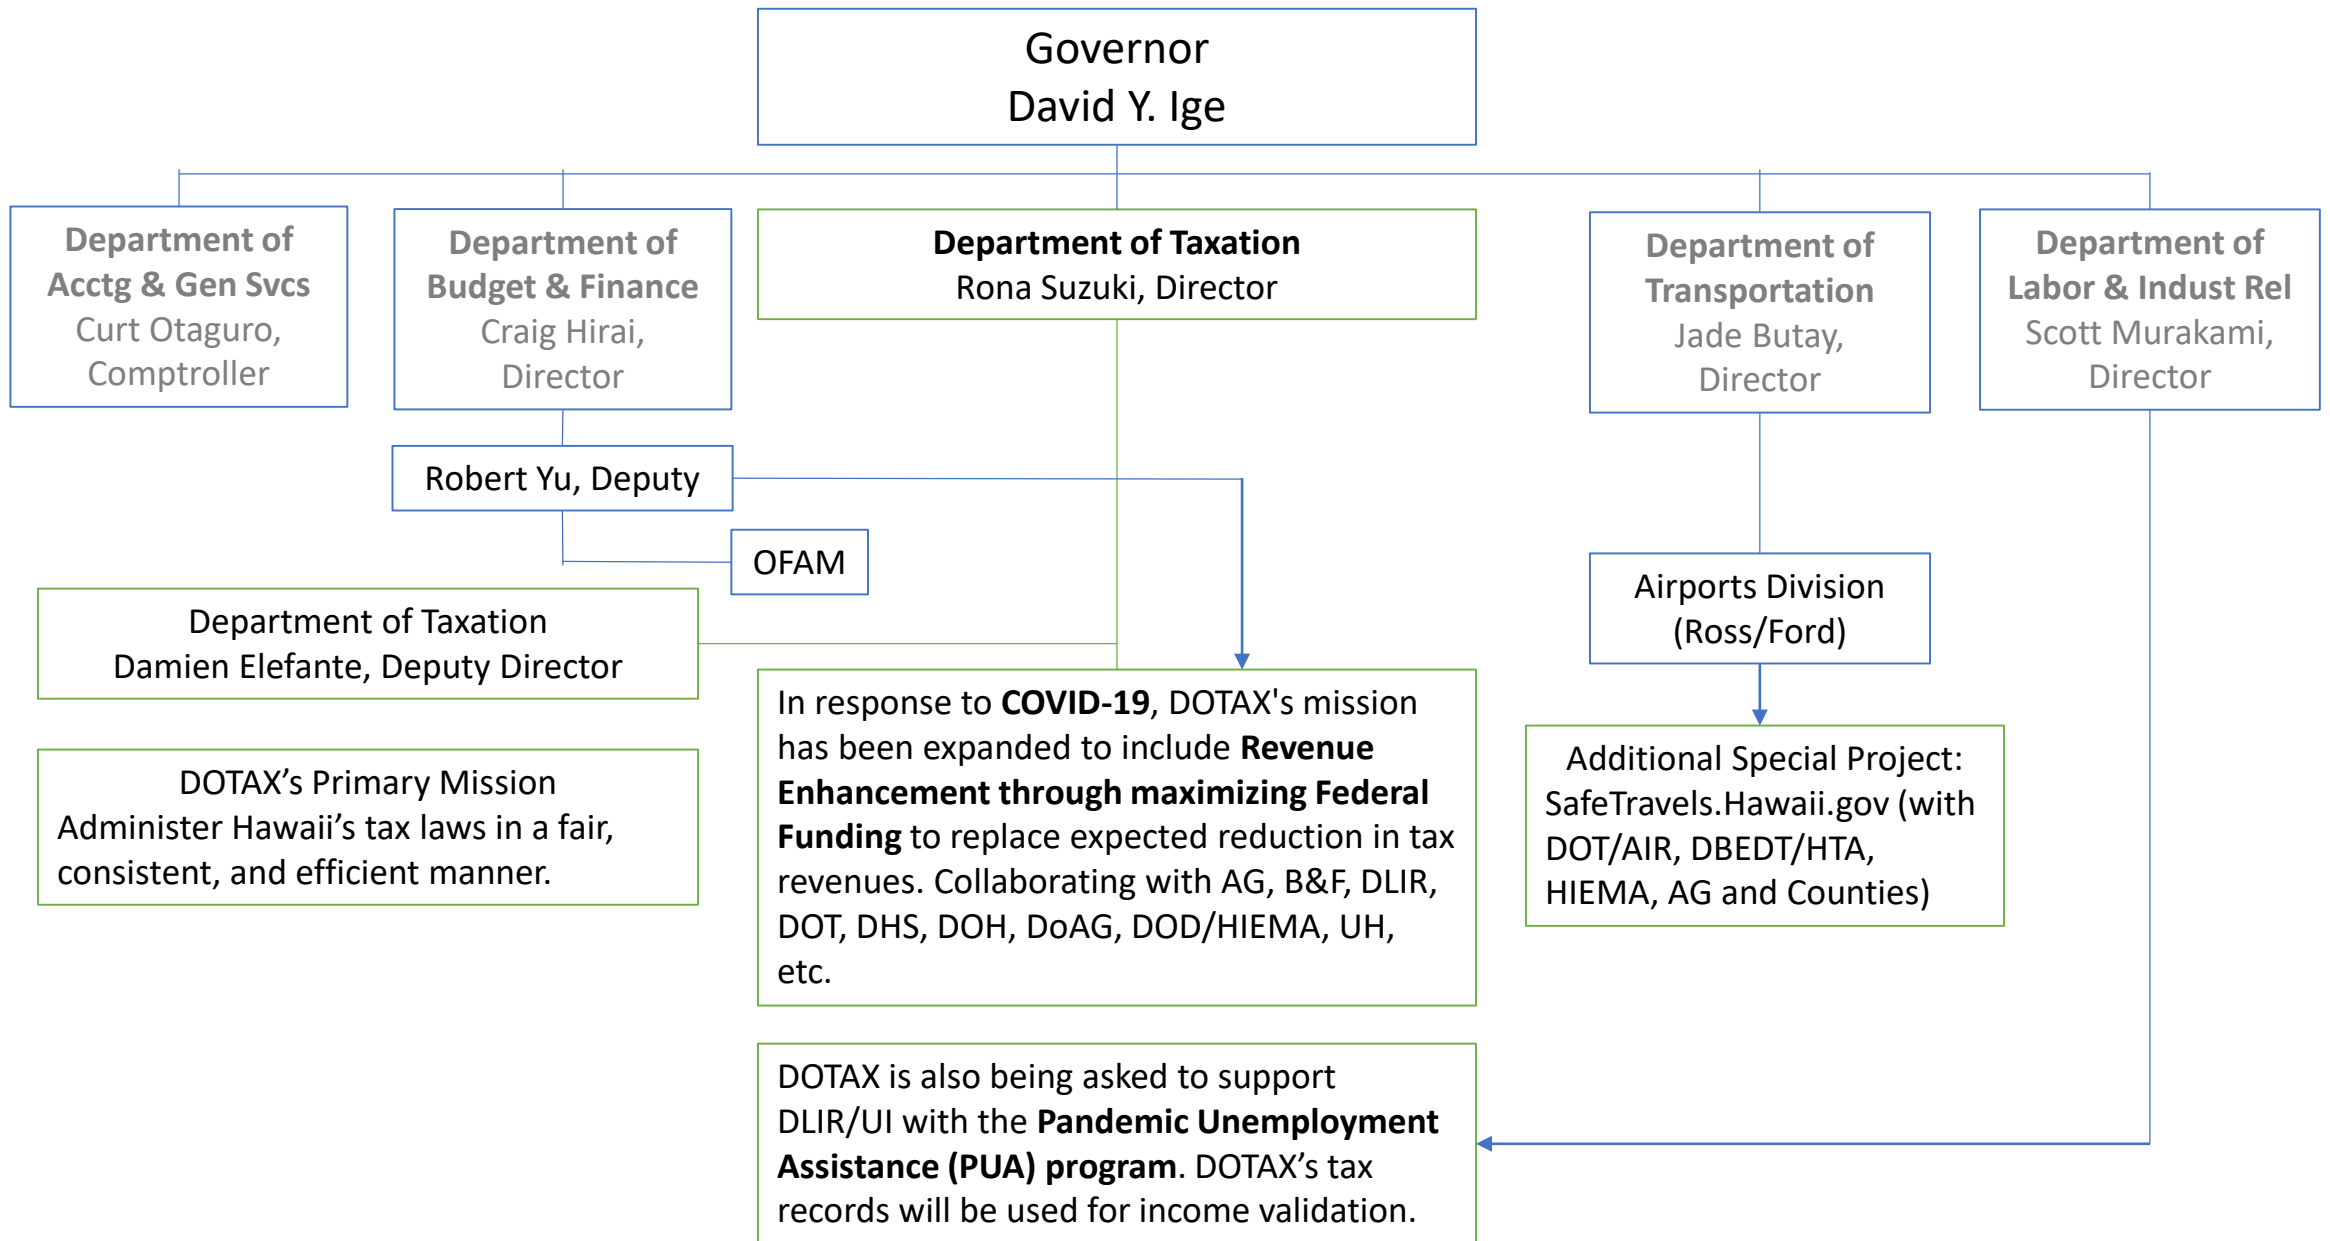 Governor
David Y. Ige
Department of
Acctg & Gen Svcs
Curt Otaguro,
Comptroller
Department of
Budget & Finance
Craig Hirai,
Director
Department of Taxation
Rona Suzuki, Director
Department of
Transportation
Jade Butay,
Director
Department of
Labor & Indust Rel
Scott Murakami,
Director
Robert Yu, Deputy
OFAM
Department of Taxation
Damien Elefante, Deputy Director
DOTAX’s Primary Mission
Administer Hawaii’s tax laws in a fair,
consistent, and efficient manner.
In response to COVID-19, DOTAX's mission
has been expanded to include Revenue
Enhancement through maximizing Federal
Funding to replace expected reduction in tax
revenues. Collaborating with AG, B&F, DLIR,
DOT, DHS, DOH, DoAG, DOD/HIEMA, UH,
etc.
Airports Division
(Ross/Ford)
Additional Special Project:
SafeTravels.Hawaii.gov (with
DOT/AIR, DBEDT/HTA,
HIEMA, AG and Counties)
DOTAX is also being asked to support
DLIR/UI with the Pandemic Unemployment
Assistance (PUA) program. DOTAX’s tax
records will be used for income validation.